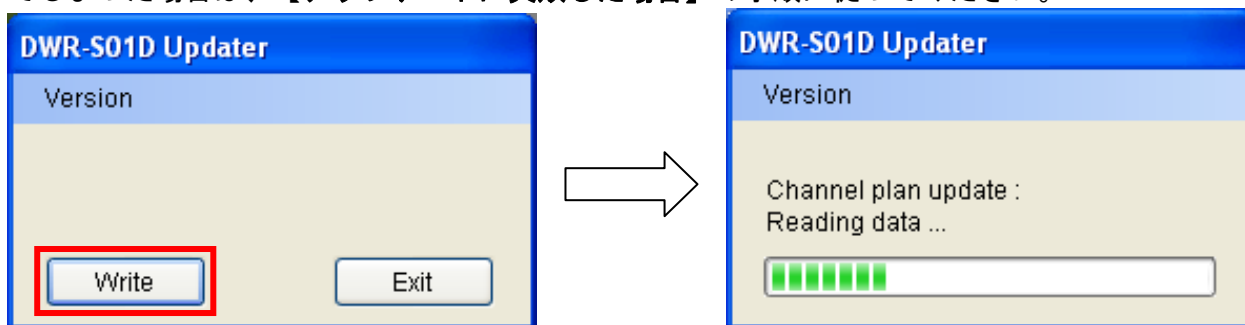 DWR-S01D Updater
Version
Write
Exit
DWR-S01D Updater
Version
Channel plan update :
Reading data ...